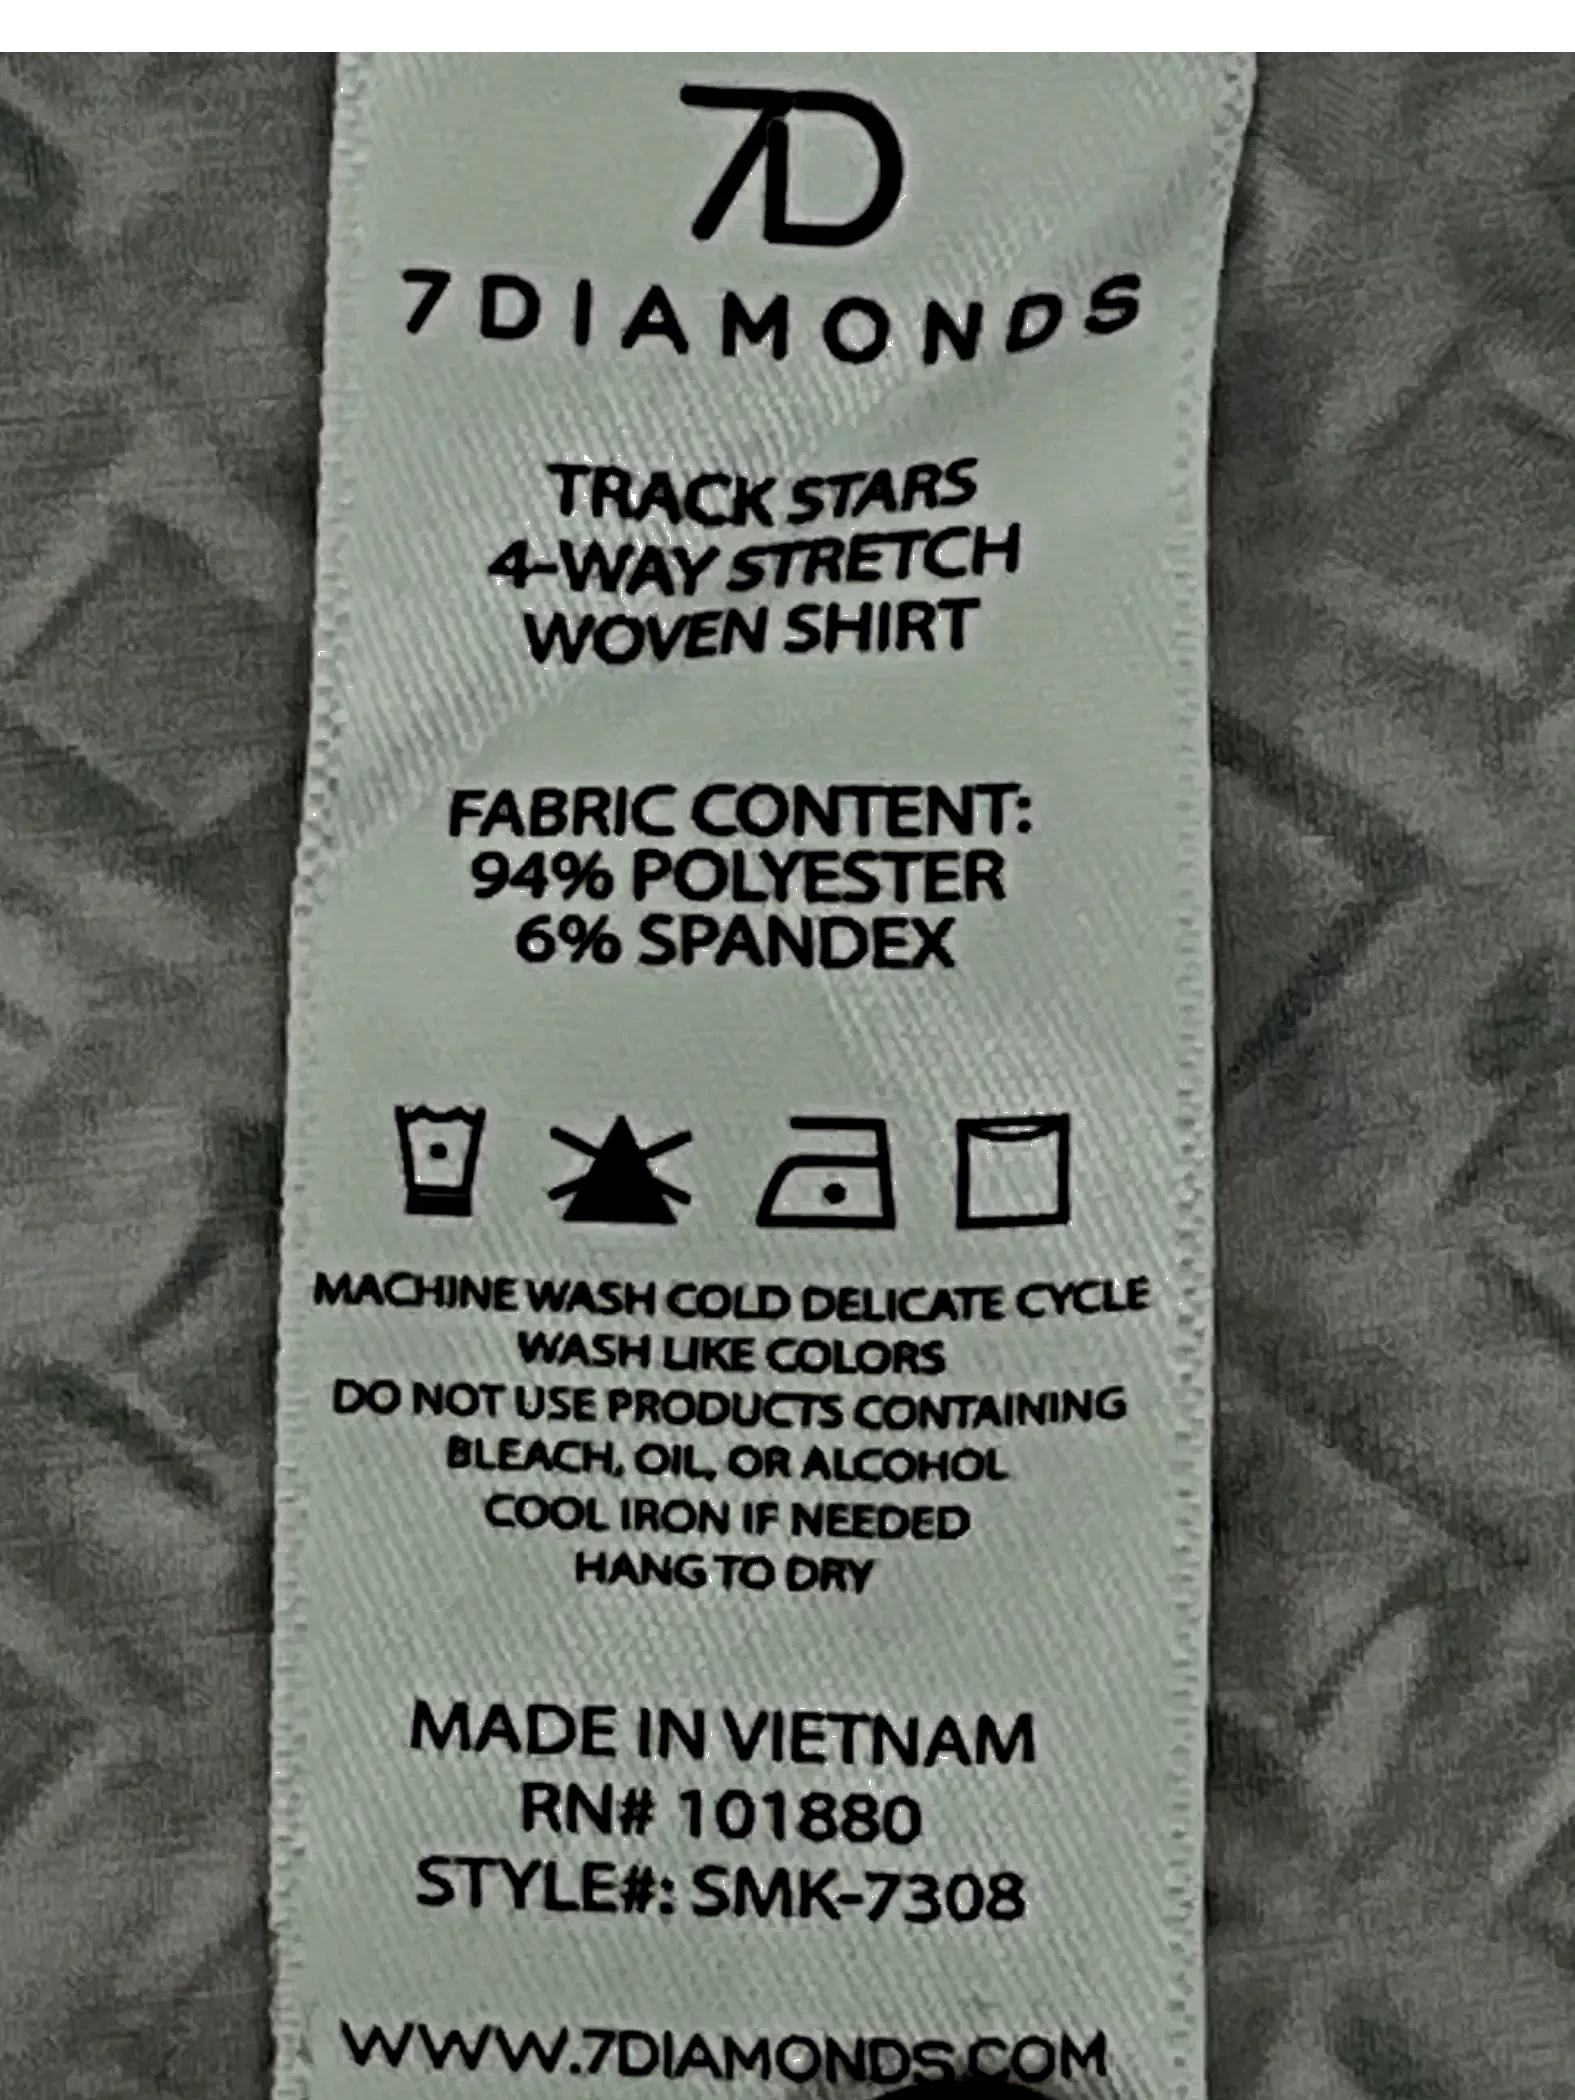 7D
7DIAMONDS
TRACK STARS
4-WAY STRETCH
WOVEN SHIRT
FABRIC CONTENT:
94% POLYESTER
6% SPANDEX
MACHINE WASH COLD DELICATE CYCLE
WASH LIKE COLORS
DO NOT USE PRODUCTS CONTAINING
BLEACH, OIL, OR ALCOHOL
COOL IRON IF NEEDED
HANG TO DRY
MADE IN VIETNAM
RN# 101880
STYLE#: SMK-7308
WWW.7DIAMONDS.COM